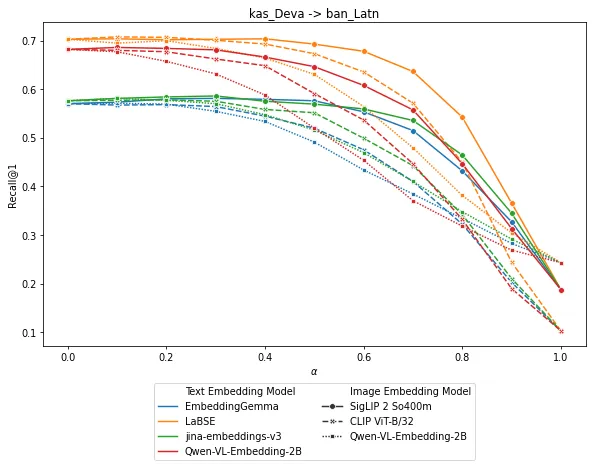 kas_Deva -> ban_Latn
Recall@1
0.7
0.6
0.5
0.4
0.3
0.2
0.1
0.0
0.2
0.4
0.6
0.8
1.0
α
Text Embedding Model
EmbeddingGemma
LaBSE
jina-embeddings-v3
Qwen-VL-Embedding-2B
Image Embedding Model
SigLIP 2 So400m
CLIP ViT-B/32
Qwen-VL-Embedding-2B